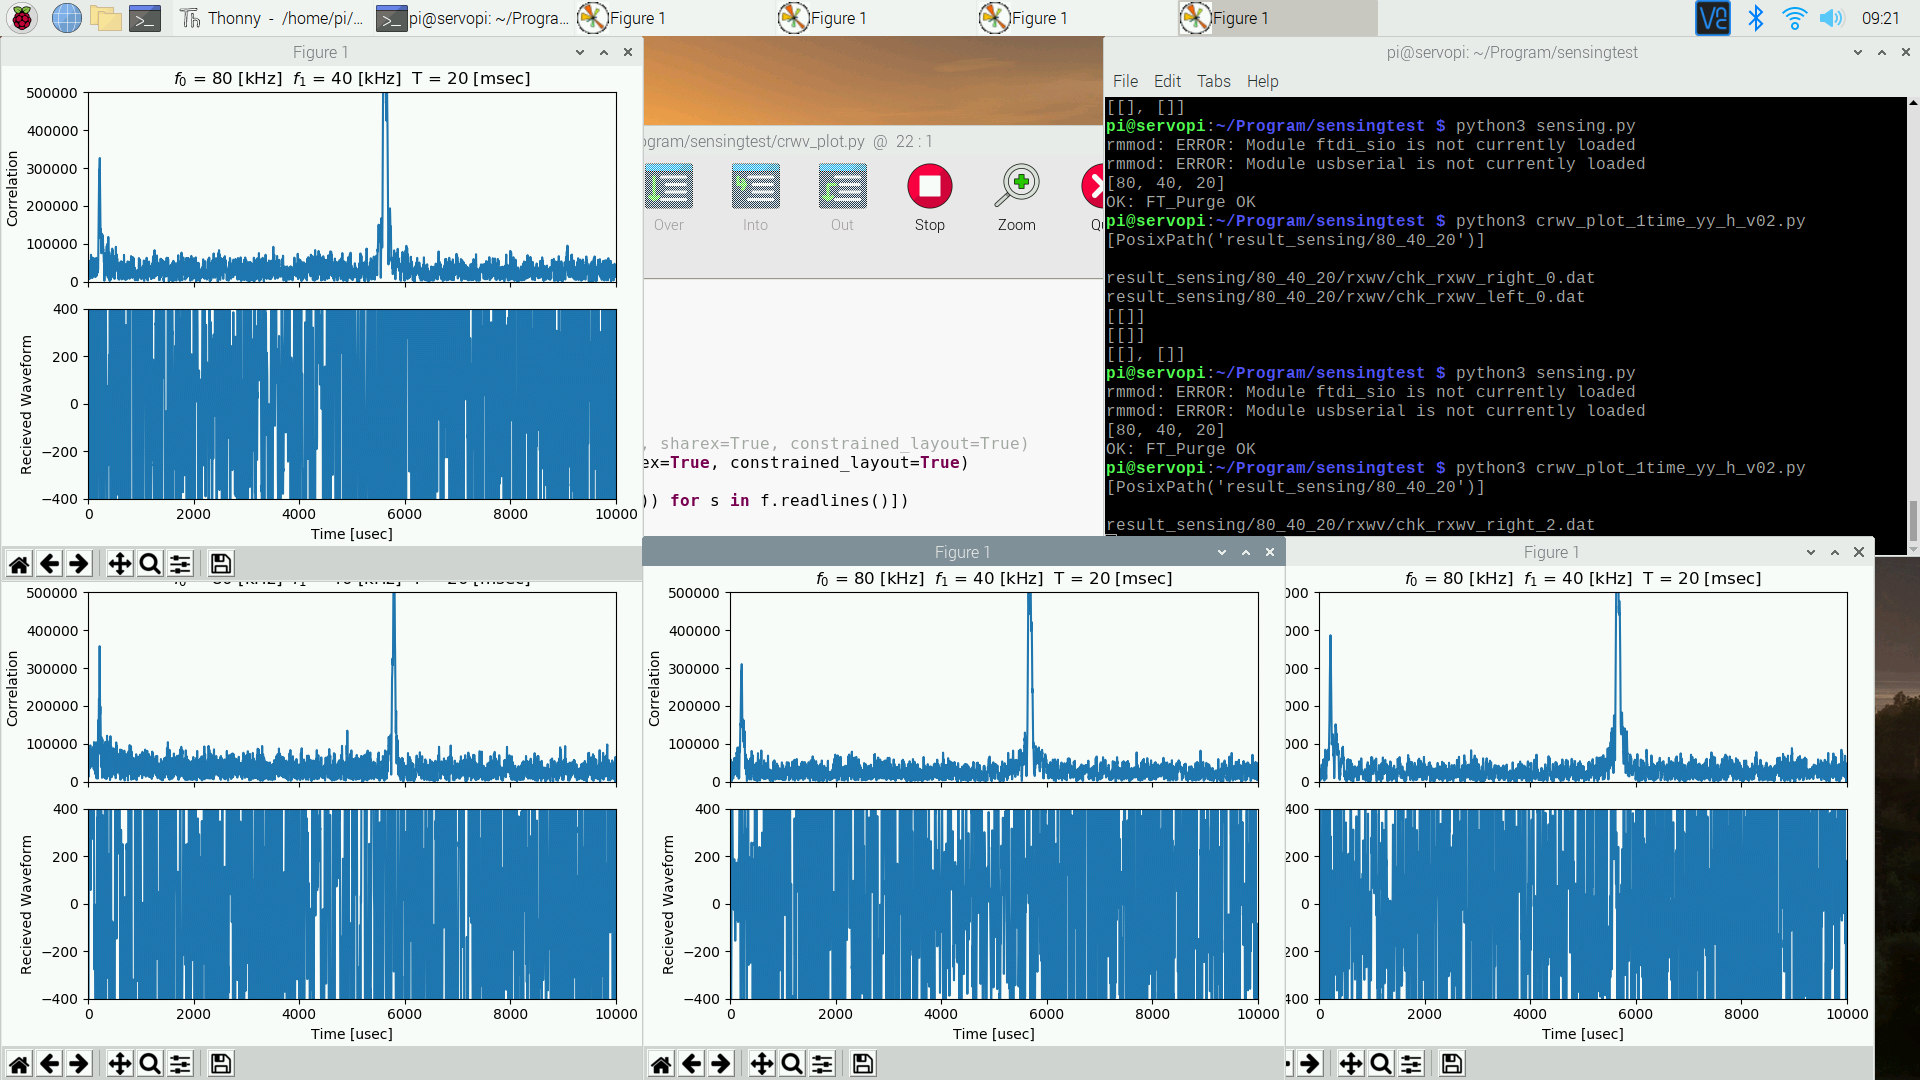 Thonny - /home/pi/...
pi@servopi: ~/Progra...
Figure 1
Figure 1
Figure 1
Figure 1
09:21
Figure 1
f0 = 80 [kHz] f1 = 40 [kHz] T = 20 [msec]
500000
400000
300000
200000
100000
0
Correlation
400
200
0
−200
−400
Recieved Waveform
0 2000 4000 6000 8000 10000
Time [usec]
ogram/sensingtest/crwv_plot.py @ 22 : 1
Over Into Out Stop Zoom Qu
, sharex=True, constrained_layout=True)
ex=True, constrained_layout=True)
)) for s in f.readlines()])
pi@servopi: ~/Program/sensingtest
File Edit Tabs Help
[[], []]
pi@servopi:~/Program/sensingtest $ python3 sensing.py
rmmod: ERROR: Module ftdi_sio is not currently loaded
rmmod: ERROR: Module usbserial is not currently loaded
[80, 40, 20]
OK: FT_Purge OK
pi@servopi:~/Program/sensingtest $ python3 crwv_plot_1time_yy_h_v02.py
[PosixPath('result_sensing/80_40_20')]
result_sensing/80_40_20/rxwv/chk_rxwv_right_0.dat
result_sensing/80_40_20/rxwv/chk_rxwv_left_0.dat
[[]]
[[]]
[[], []]
pi@servopi:~/Program/sensingtest $ python3 sensing.py
rmmod: ERROR: Module ftdi_sio is not currently loaded
rmmod: ERROR: Module usbserial is not currently loaded
[80, 40, 20]
OK: FT_Purge OK
pi@servopi:~/Program/sensingtest $ python3 crwv_plot_1time_yy_h_v02.py
[PosixPath('result_sensing/80_40_20')]
result_sensing/80_40_20/rxwv/chk_rxwv_right_2.dat
500000
400000
300000
200000
100000
0
Correlation
400
200
0
−200
−400
Recieved Waveform
0 2000 4000 6000 8000 10000
Time [usec]
Figure 1
f0 = 80 [kHz] f1 = 40 [kHz] T = 20 [msec]
500000
400000
300000
200000
100000
0
Correlation
400
200
0
−200
−400
Recieved Waveform
0 2000 4000 6000 8000 10000
Time [usec]
Figure 1
f0 = 80 [kHz] f1 = 40 [kHz] T = 20 [msec]
000
000
000
000
000
0
400
200
0
200
400
0 2000 4000 6000 8000 10000
Time [usec]